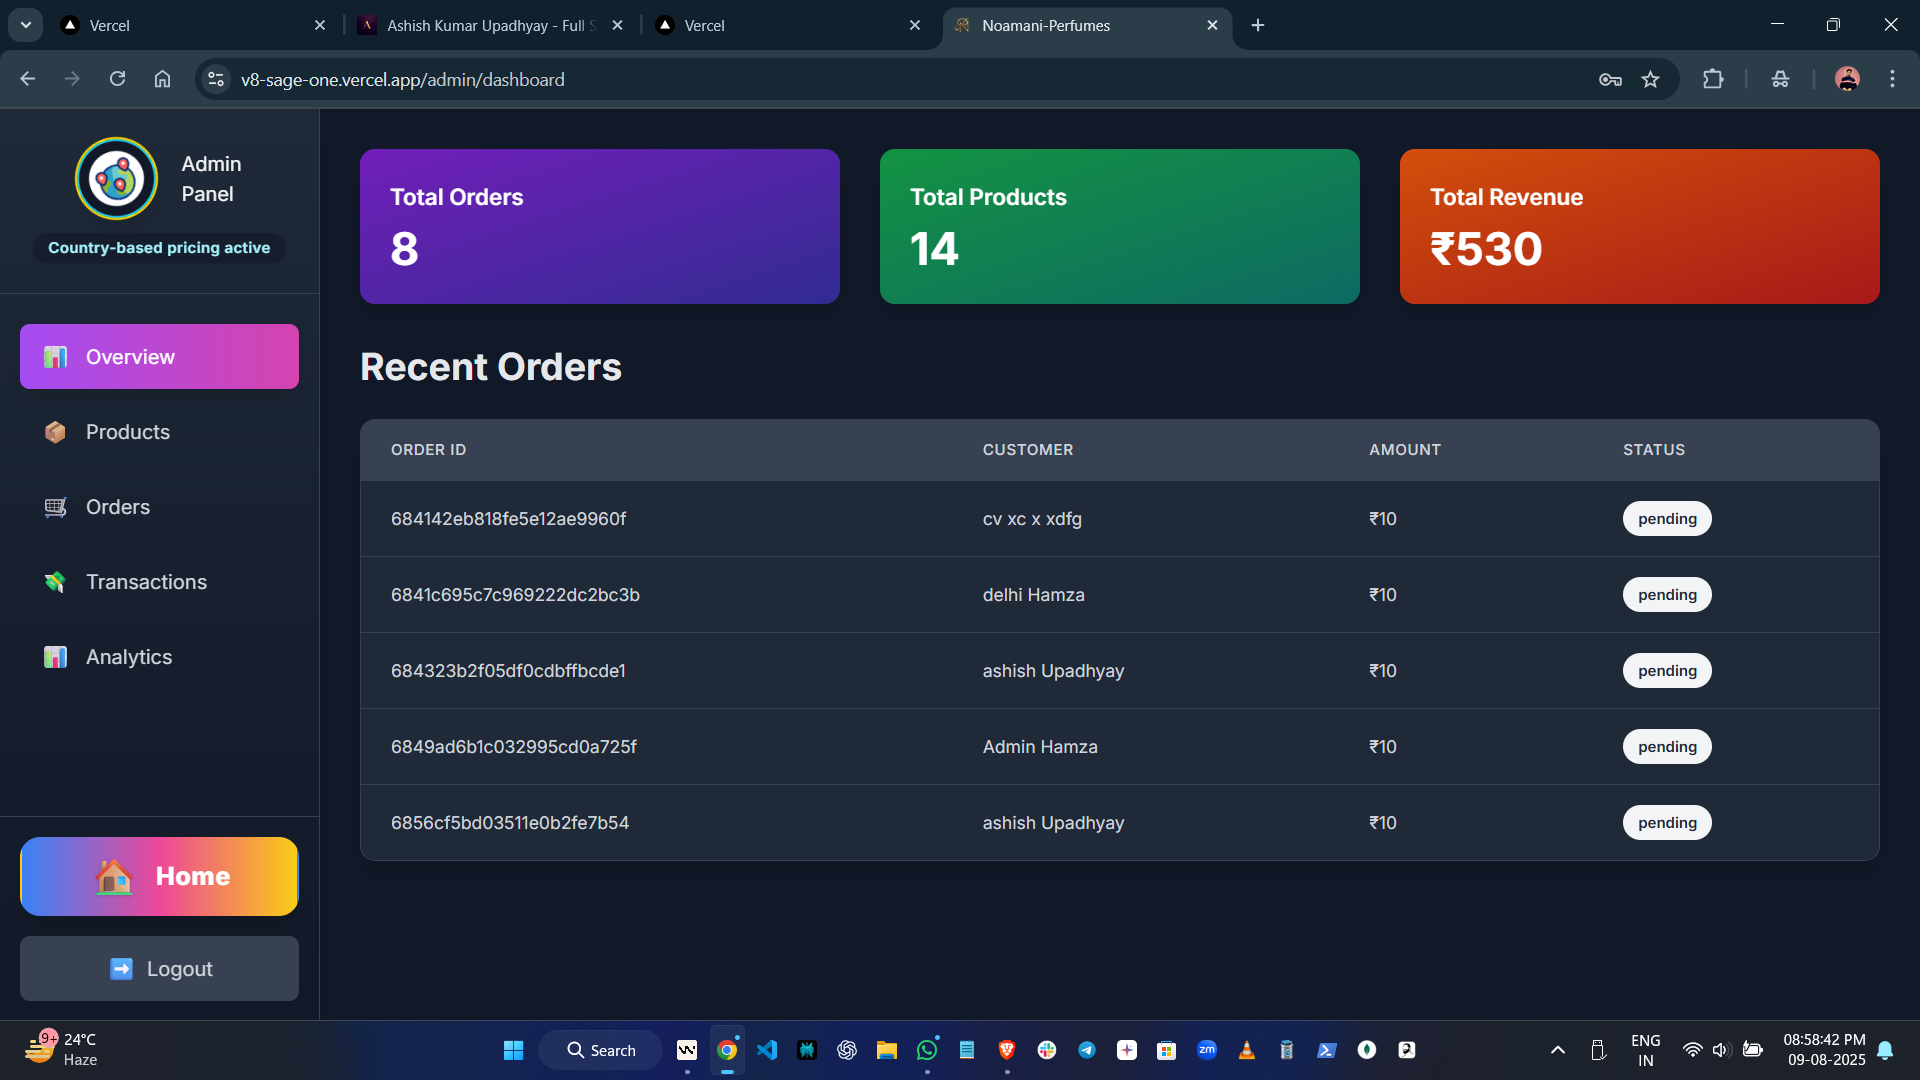 Vercel
Ashish Kumar Upadhyay - Full S
Vercel
Noamani-Perfumes
v8-sage-one.vercel.app/admin/dashboard
Admin
Panel
Country-based pricing active
Overview
Products
Orders
Transactions
Analytics
Home
Logout
Total Orders
8
Total Products
14
Total Revenue
₹530
Recent Orders
ORDER ID CUSTOMER AMOUNT STATUS
684142eb818fe5e12ae9960f cv xc x xdfg ₹10 pending
6841c695c7c969222dc2bc3b delhi Hamza ₹10 pending
684323b2f05df0cdbffbcde1 ashish Upadhyay ₹10 pending
6849ad6b1c032995cd0a725f Admin Hamza ₹10 pending
6856cf5bd03511e0b2fe7b54 ashish Upadhyay ₹10 pending
9+
24°C
Haze
Search
zm
ENG
IN
08:58:42 PM
09-08-2025